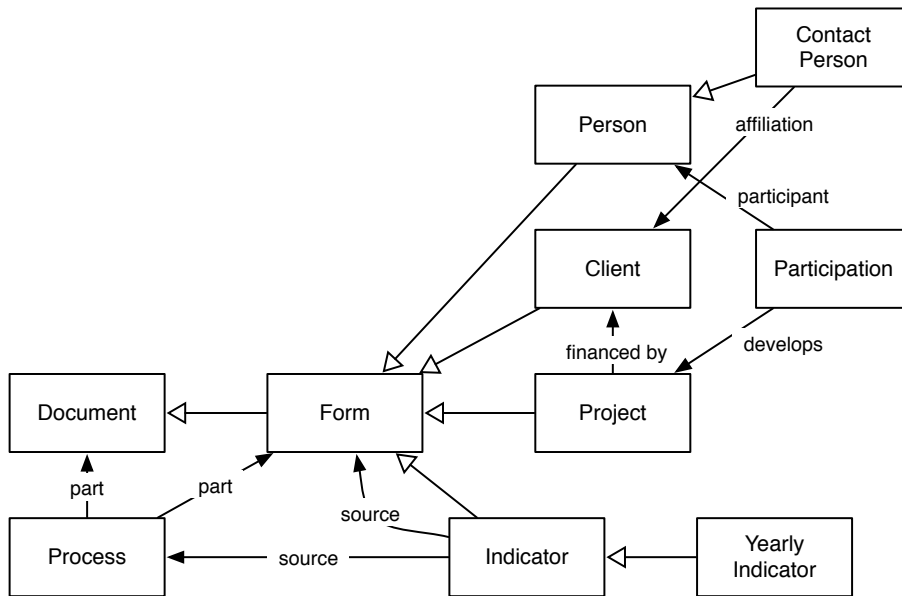 Contact
Person
Person
affiliation
participant
Client
Participation
financed by
develops
Document
Form
Project
part
part
source
Process
source
Indicator
Yearly
Indicator